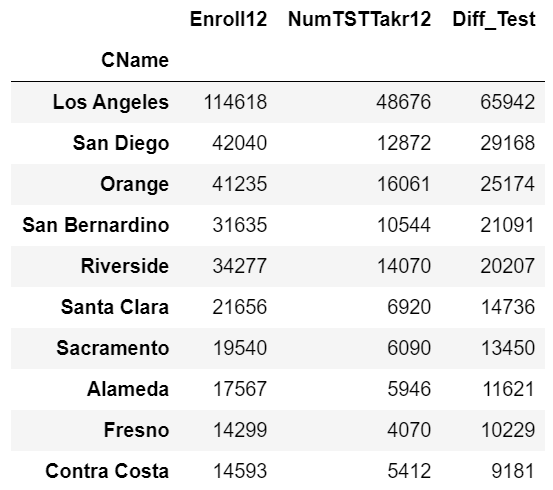 Enroll12 NumTSTTakr12 Diff_Test
CName
Los Angeles 114618 48676 65942
San Diego 42040 12872 29168
Orange 41235 16061 25174
San Bernardino 31635 10544 21091
Riverside 34277 14070 20207
Santa Clara 21656 6920 14736
Sacramento 19540 6090 13450
Alameda 17567 5946 11621
Fresno 14299 4070 10229
Contra Costa 14593 5412 9181